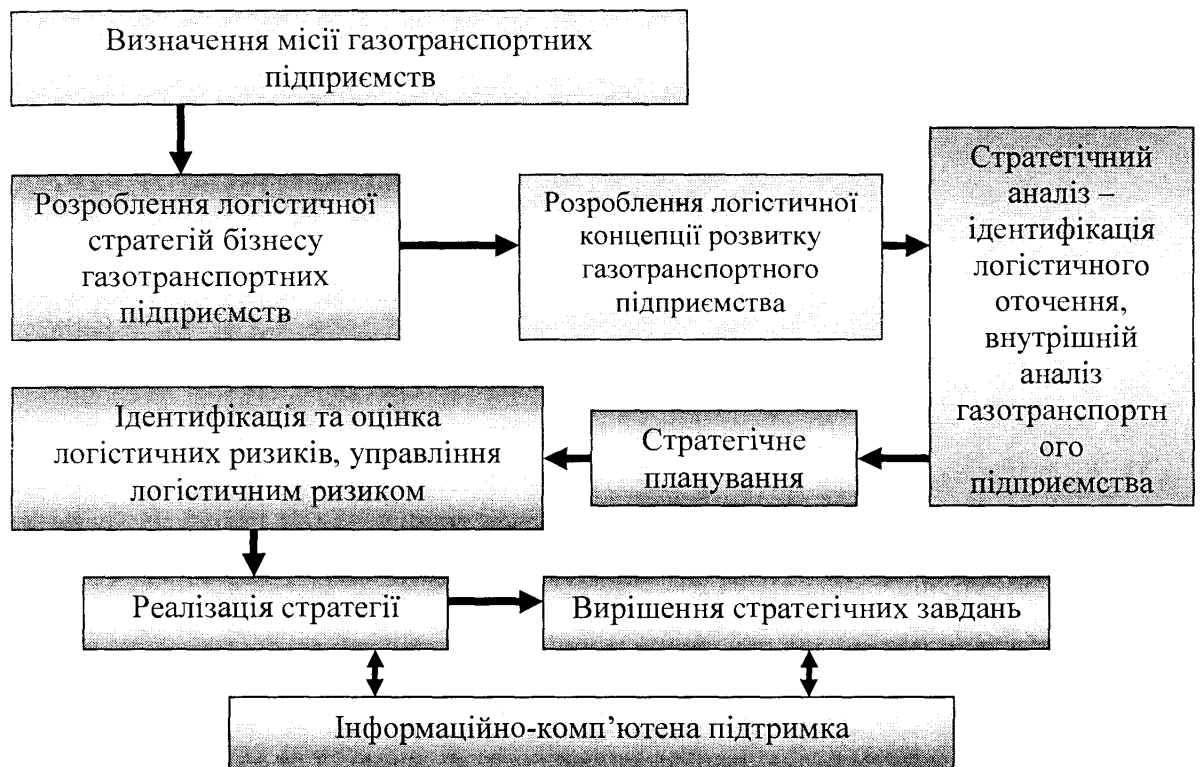 Визначення місії газотранспортних
підприємств
Розроблення логістичної
стратегій бізнесу
газотранспортних
підприємств
Розроблення логістичної
концепції розвитку
газотранспортного
підприємства
Стратегічний
аналіз –
ідентифікація
логістичного
оточення,
внутрішній
аналіз
газотранспортн
ого
підприємства
Стратегічне
планування
Ідентифікація та оцінка
логістичних ризиків, управління
логістичним ризиком
Реалізація стратегії
Вирішення стратегічних завдань
Інформаційно-комп’ютена підтримка